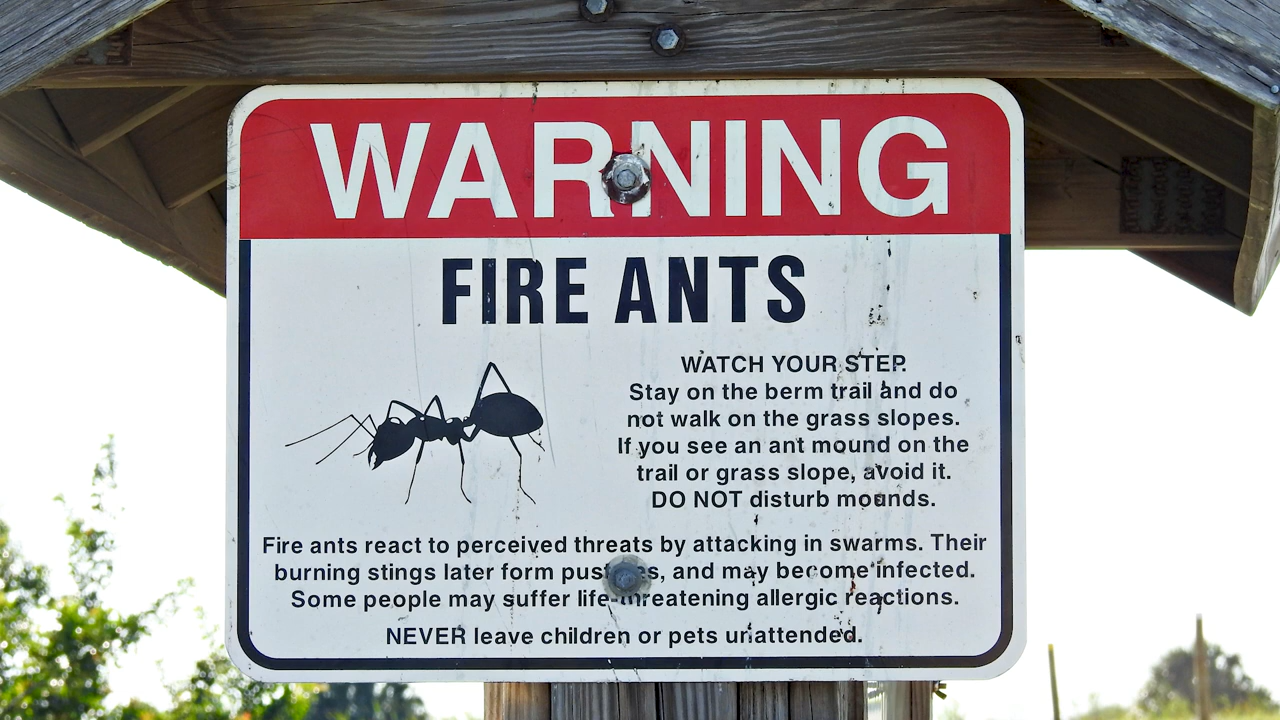 WARNING
FIRE ANTS
WATCH YOUR STEP.
Stay on the berm trail and do
not walk on the grass slopes.
If you see an ant mound on the
trail or grass slope, avoid it.
DO NOT disturb mounds.
Fire ants react to perceived threats by attacking in swarms. Their
burning stings later form pustules, and may become infected.
Some people may suffer life-threatening allergic reactions.
NEVER leave children or pets unattended.